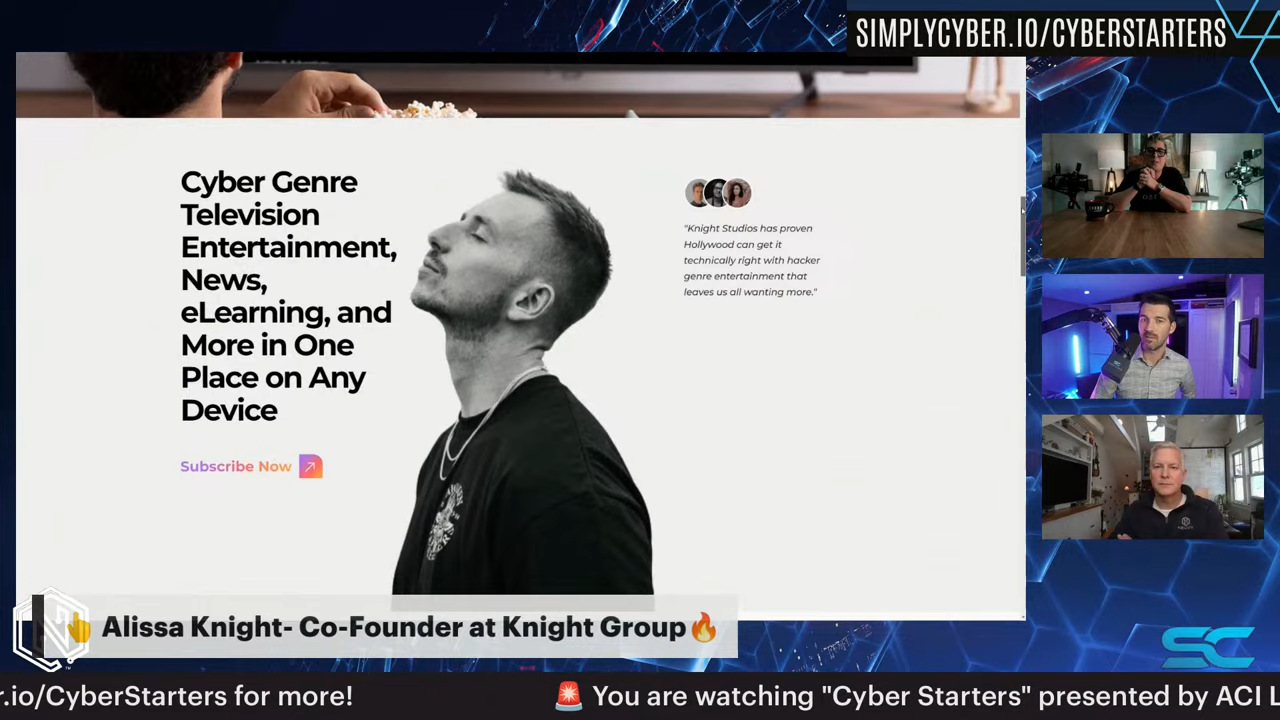 SIMPLYCYBER.IO/CYBERSTARTERS
Cyber Genre
Television
Entertainment,
News,
eLearning, and
More in One
Place on Any
Device
Subscribe Now
"Knight Studios has proven
Hollywood can get it
technically right with hacker
genre entertainment that
leaves us all wanting more."
👆 Alissa Knight- Co-Founder at Knight Group🔥
SC
r.io/CyberStarters for more!
🚨 You are watching "Cyber Starters" presented by ACI L